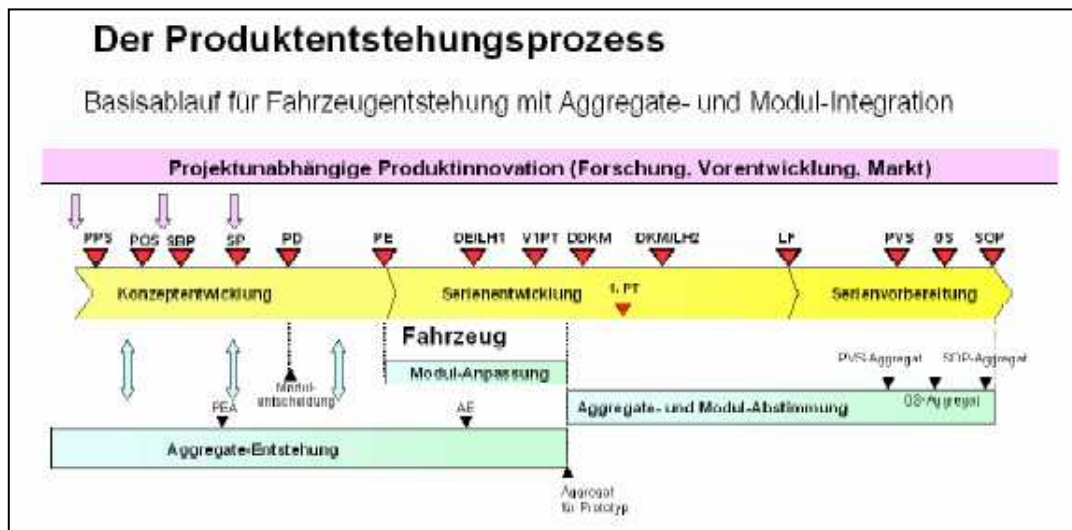 Der Produktentstehungsprozess
Basisablauf für Fahrzeugentstehung mit Aggregate- und Modul-Integration
Projektunabhängige Produktinnovation (Forschung, Vorentwicklung, Markt)
PPS POS SBP SP PD PE DE/LH1 V1PT DDKM DKM/LH2 LF PVS 0S SOP
Konzeptentwicklung Serienentwicklung Serienvorbereitung
1. PT
Fahrzeug
Modul-Anpassung
PVS-Aggregat SOP-Aggregat
Modul-
entscheidung
PEA AE
Aggregate- und Modul-Abstimmung
0S-Aggregat
Aggregate-Entstehung
Aggregat
für Prototyp